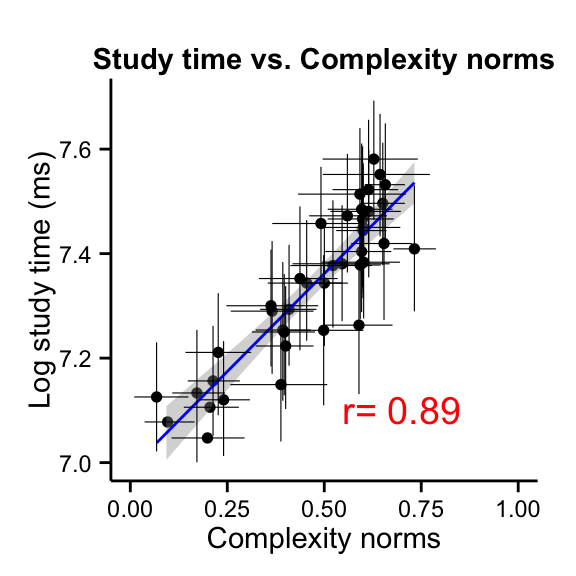 Study time vs. Complexity norms
Log study time (ms)
7.6
7.4
7.2
7.0
r= 0.89
0.00 0.25 0.50 0.75 1.00
Complexity norms